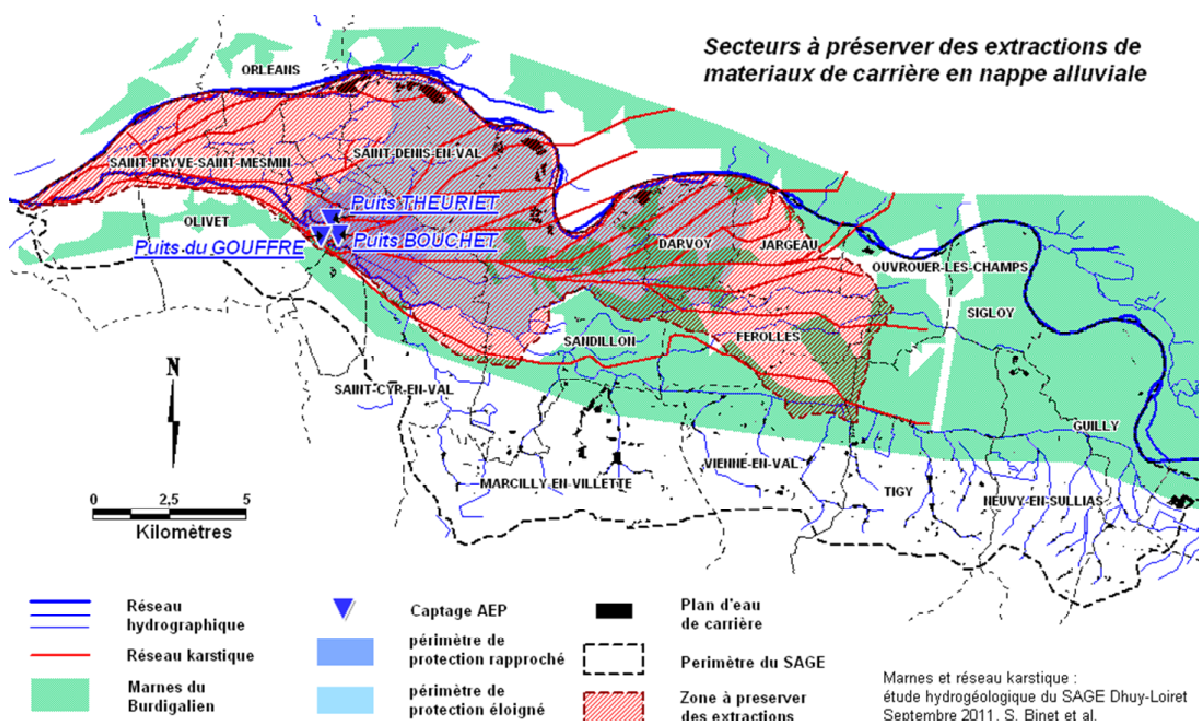 Secteurs à préserver des extractions de
materiaux de carrière en nappe alluviale
ORLEANS
SAINT-PRYVE-SAINT-MESMIN
SAINT-DENIS-EN-VAL
OLIVET
Puits THEURIET
Puits du GOUFFRE
Puits BOUCHET
DARVOY
JARGEAU
OUVROUER-LES-CHAMPS
SIGLOY
SANDILLON
FEROLLES
SAINT-CYR-EN-VAL
GUILLY
VIENNE-EN-VAL
MARCILLY-EN-VILLETTE
TIGY
NEUVY-EN-SULLIAS
N
0 2.5 5
Kilomètres
Réseau
hydrographique
Réseau karstique
Marnes du
Burdigalien
Captage AEP
périmètre de
protection rapproché
périmètre de
protection éloigné
Plan d'eau
de carrière
Perimètre du SAGE
Zone à preserver
des extractions
Marnes et réseau karstique :
étude hydrogéologique du SAGE Dhuy-Loiret
Septembre 2011, S. Binet et al.